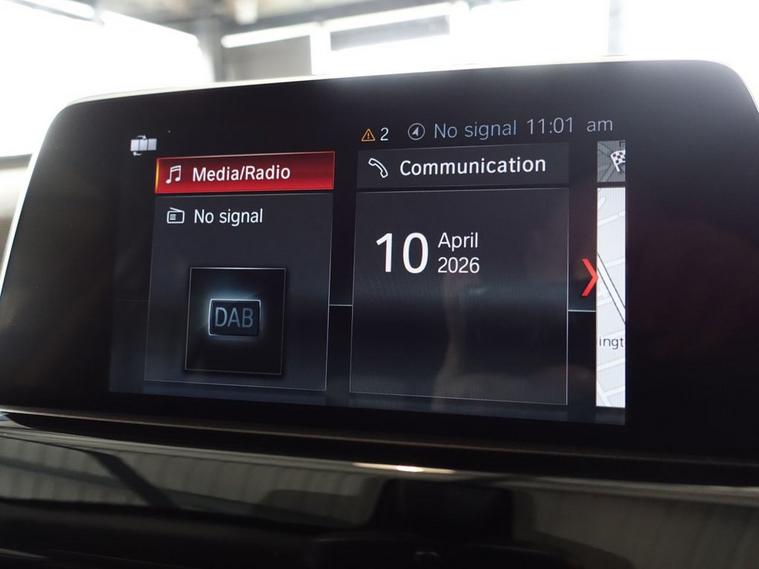 2 No signal 11:01 am
Media/Radio
Communication
No signal
10 April
2026
DAB
ingt